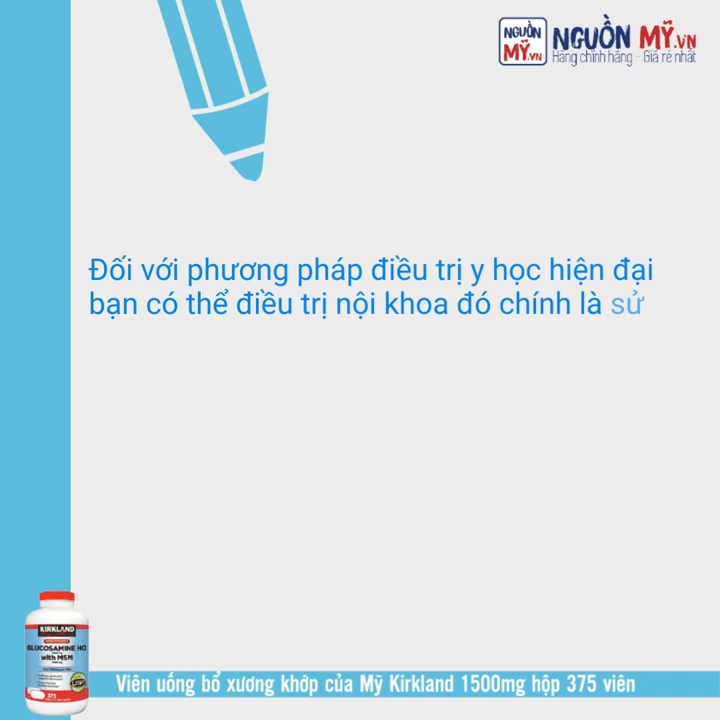 NGUỒN
MỸ.VN
NGUỒN MỸ.VN
Hàng chính hãng - Giá rẻ nhất
Đối với phương pháp điều trị y học hiện đại
bạn có thể điều trị nội khoa đó chính là sử
KIRKLAND
GLUCOSAMINE HCl
with MSM
375
Viên uống bổ xương khớp của Mỹ Kirkland 1500mg hộp 375 viên